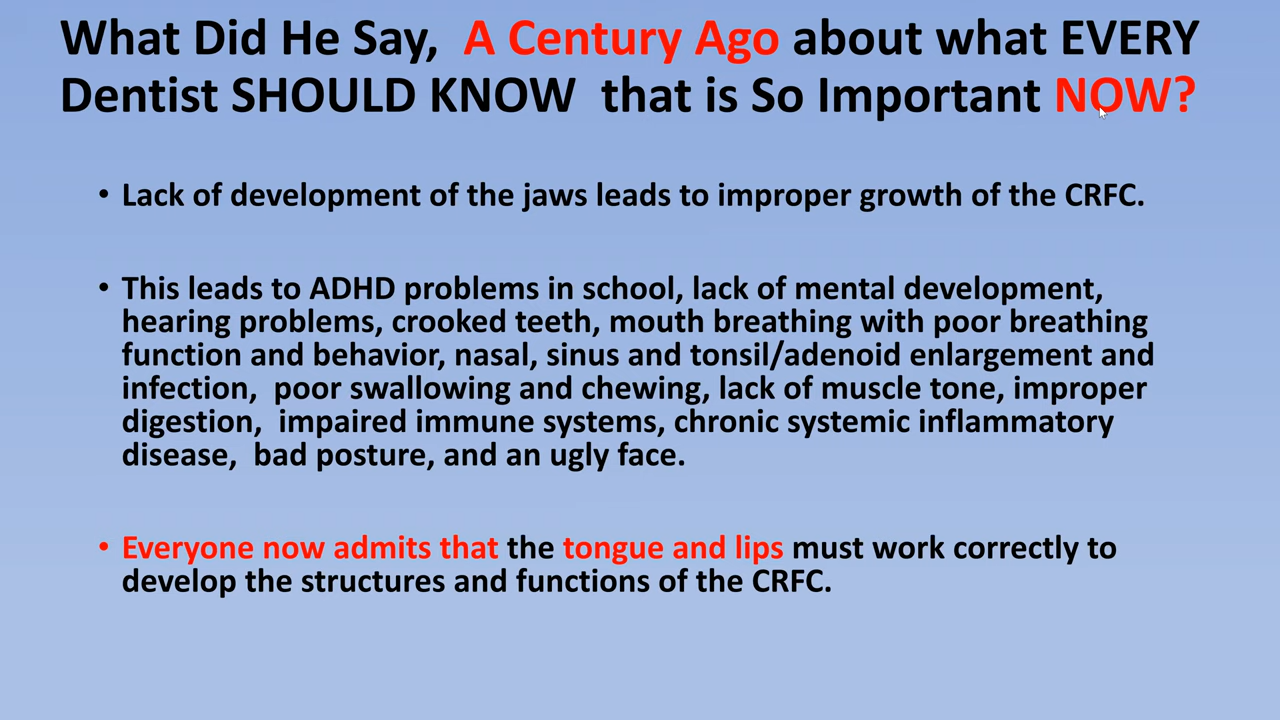 What Did He Say,  A Century Ago about what EVERY
Dentist SHOULD KNOW  that is So Important NOW?
• Lack of development of the jaws leads to improper growth of the CRFC.
• This leads to ADHD problems in school, lack of mental development,
hearing problems, crooked teeth, mouth breathing with poor breathing
function and behavior, nasal, sinus and tonsil/adenoid enlargement and
infection,  poor swallowing and chewing, lack of muscle tone, improper
digestion,  impaired immune systems, chronic systemic inflammatory
disease,  bad posture, and an ugly face.
• Everyone now admits that the tongue and lips must work correctly to
develop the structures and functions of the CRFC.